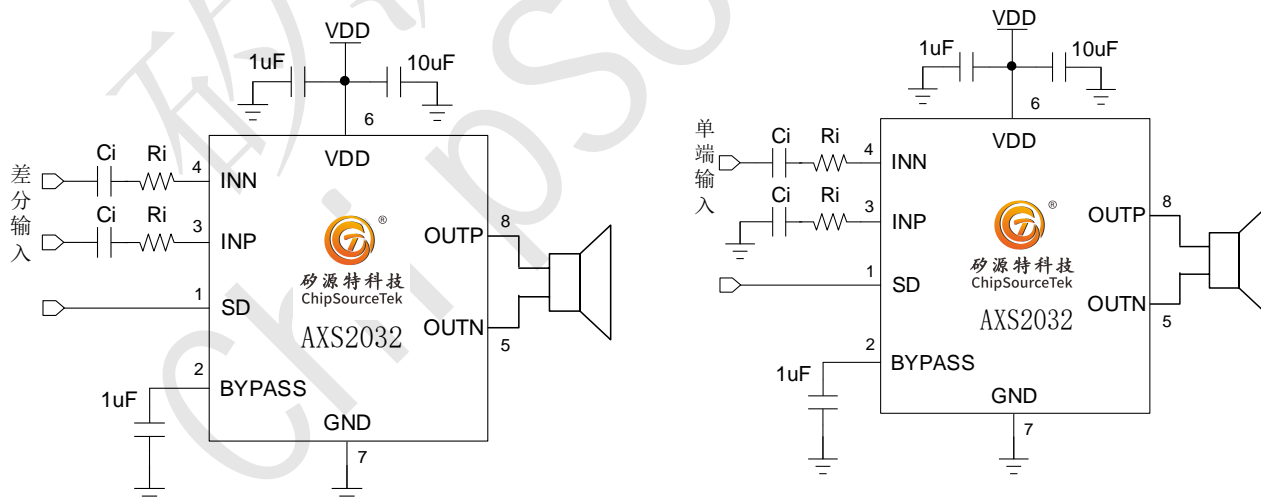 VDD
1uF
10uF
6
VDD
差分输入
Ci
Ri
4
INN
Ci
Ri
3
INP
®
矽源特科技
ChipSourceTek
AXS2032
OUTP
8
1
SD
OUTN
5
2
BYPASS
1uF
GND
7
VDD
1uF
10uF
6
VDD
单端输入
Ci
Ri
4
INN
Ci
Ri
3
INP
®
矽源特科技
ChipSourceTek
AXS2032
OUTP
8
1
SD
OUTN
5
2
BYPASS
1uF
GND
7